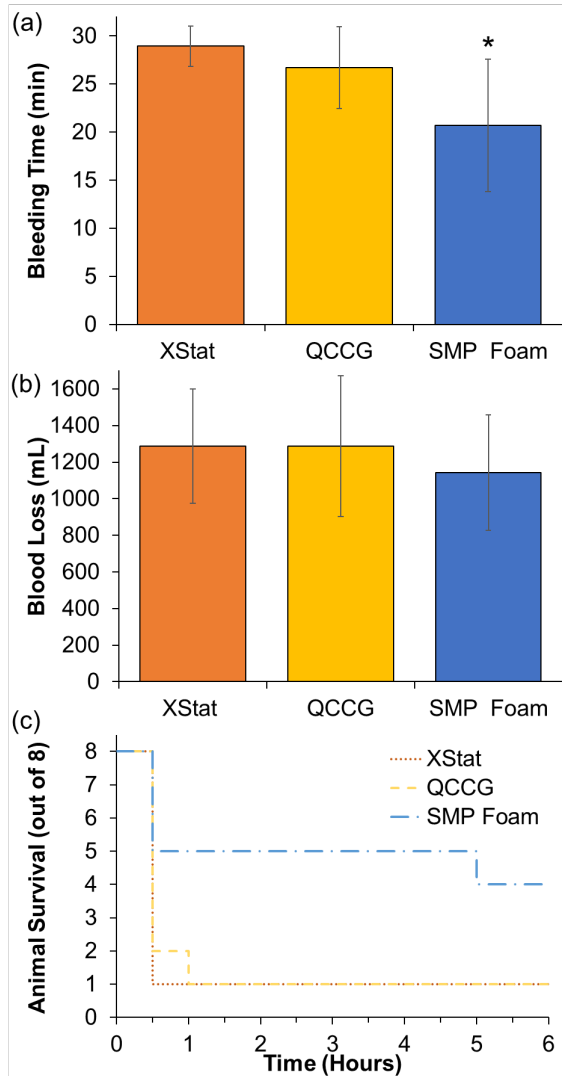 (a)
Bleeding Time (min)
30
25
20
15
10
5
0
*
XStat QCCG SMP Foam
(b)
Blood Loss (mL)
1600
1400
1200
1000
800
600
400
200
0
XStat QCCG SMP Foam
(c)
Animal Survival (out of 8)
8
7
6
5
4
3
2
1
0
XStat
QCCG
SMP Foam
0 1 2 3 4 5 6
Time (Hours)